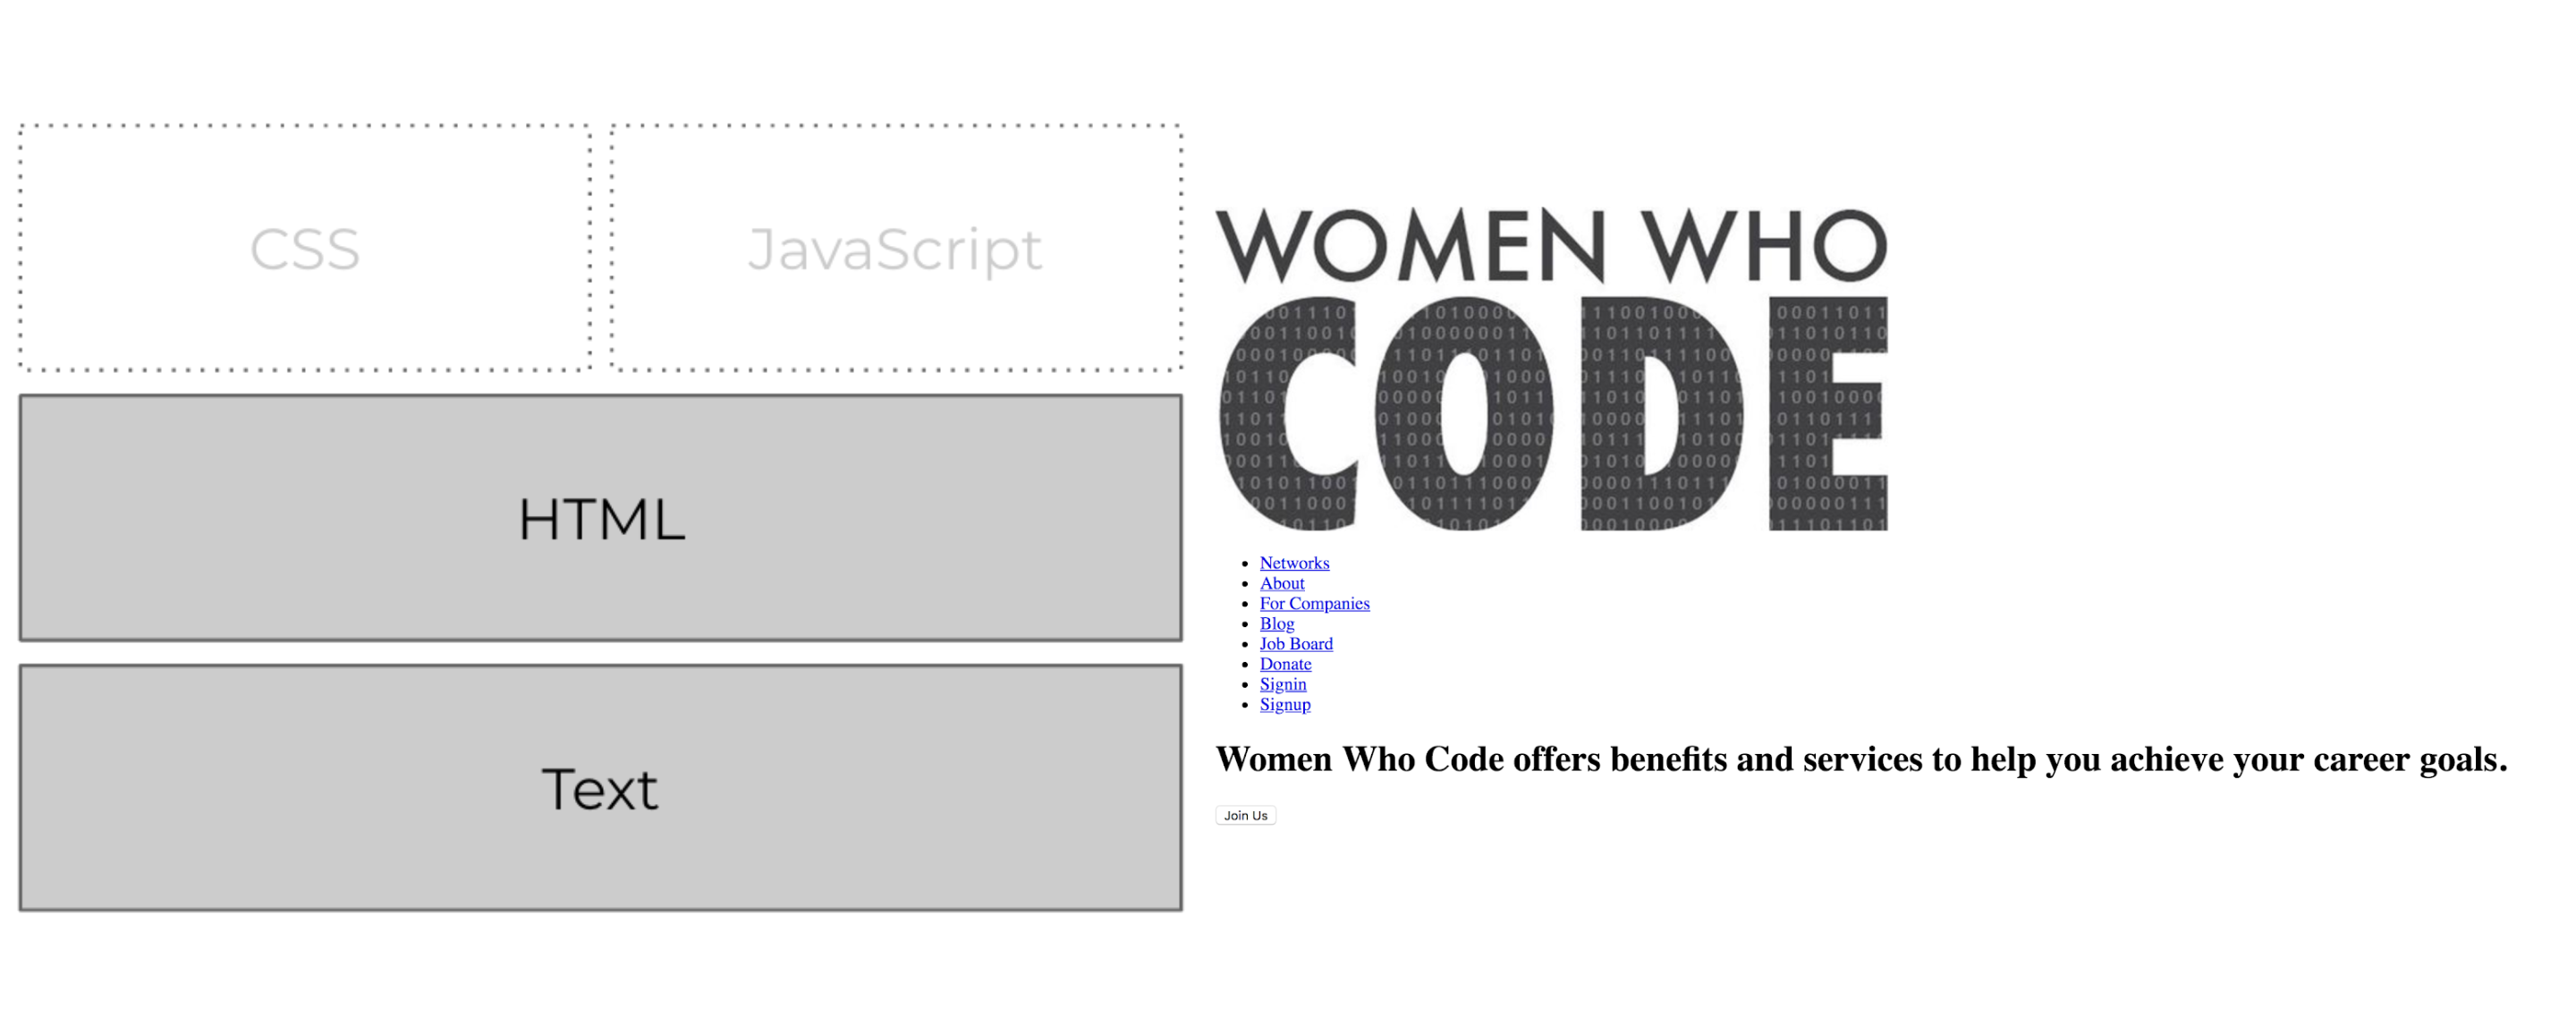 CSS
JavaScript
HTML
Text
WOMEN WHO
CODE
Networks
About
For Companies
Blog
Job Board
Donate
Signin
Signup
Women Who Code offers benefits and services to help you achieve your career goals.
Join Us